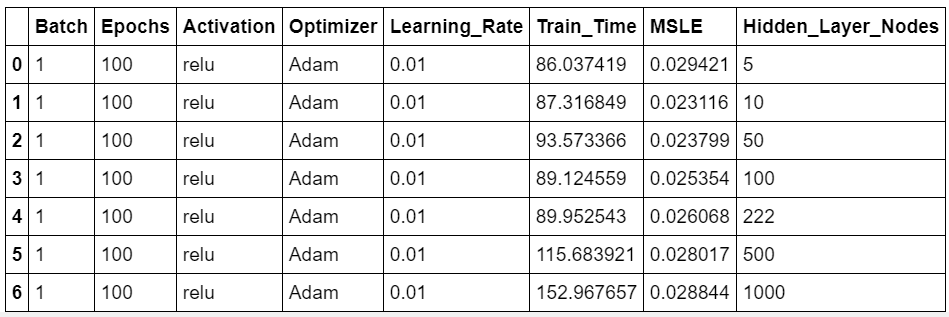 Batch Epochs Activation Optimizer Learning_Rate Train_Time MSLE Hidden_Layer_Nodes
0 1 100 relu Adam 0.01 86.037419 0.029421 5
1 1 100 relu Adam 0.01 87.316849 0.023116 10
2 1 100 relu Adam 0.01 93.573366 0.023799 50
3 1 100 relu Adam 0.01 89.124559 0.025354 100
4 1 100 relu Adam 0.01 89.952543 0.026068 222
5 1 100 relu Adam 0.01 115.683921 0.028017 500
6 1 100 relu Adam 0.01 152.967657 0.028844 1000